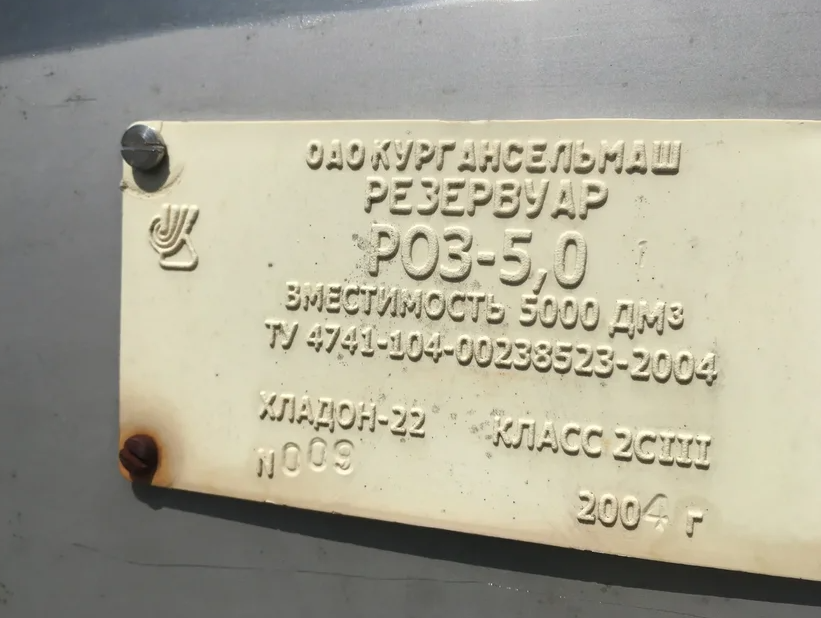 ОАО КУРГАНСЕЛЬМАШ
РЕЗЕРВУАР
РОЗ-5,0
ВМЕСТИМОСТЬ 5000 ДМ3
ТУ 4741-104-00238523-2004
ХЛАДОН-22 КЛАСС 2СIII
N 009
2004 г